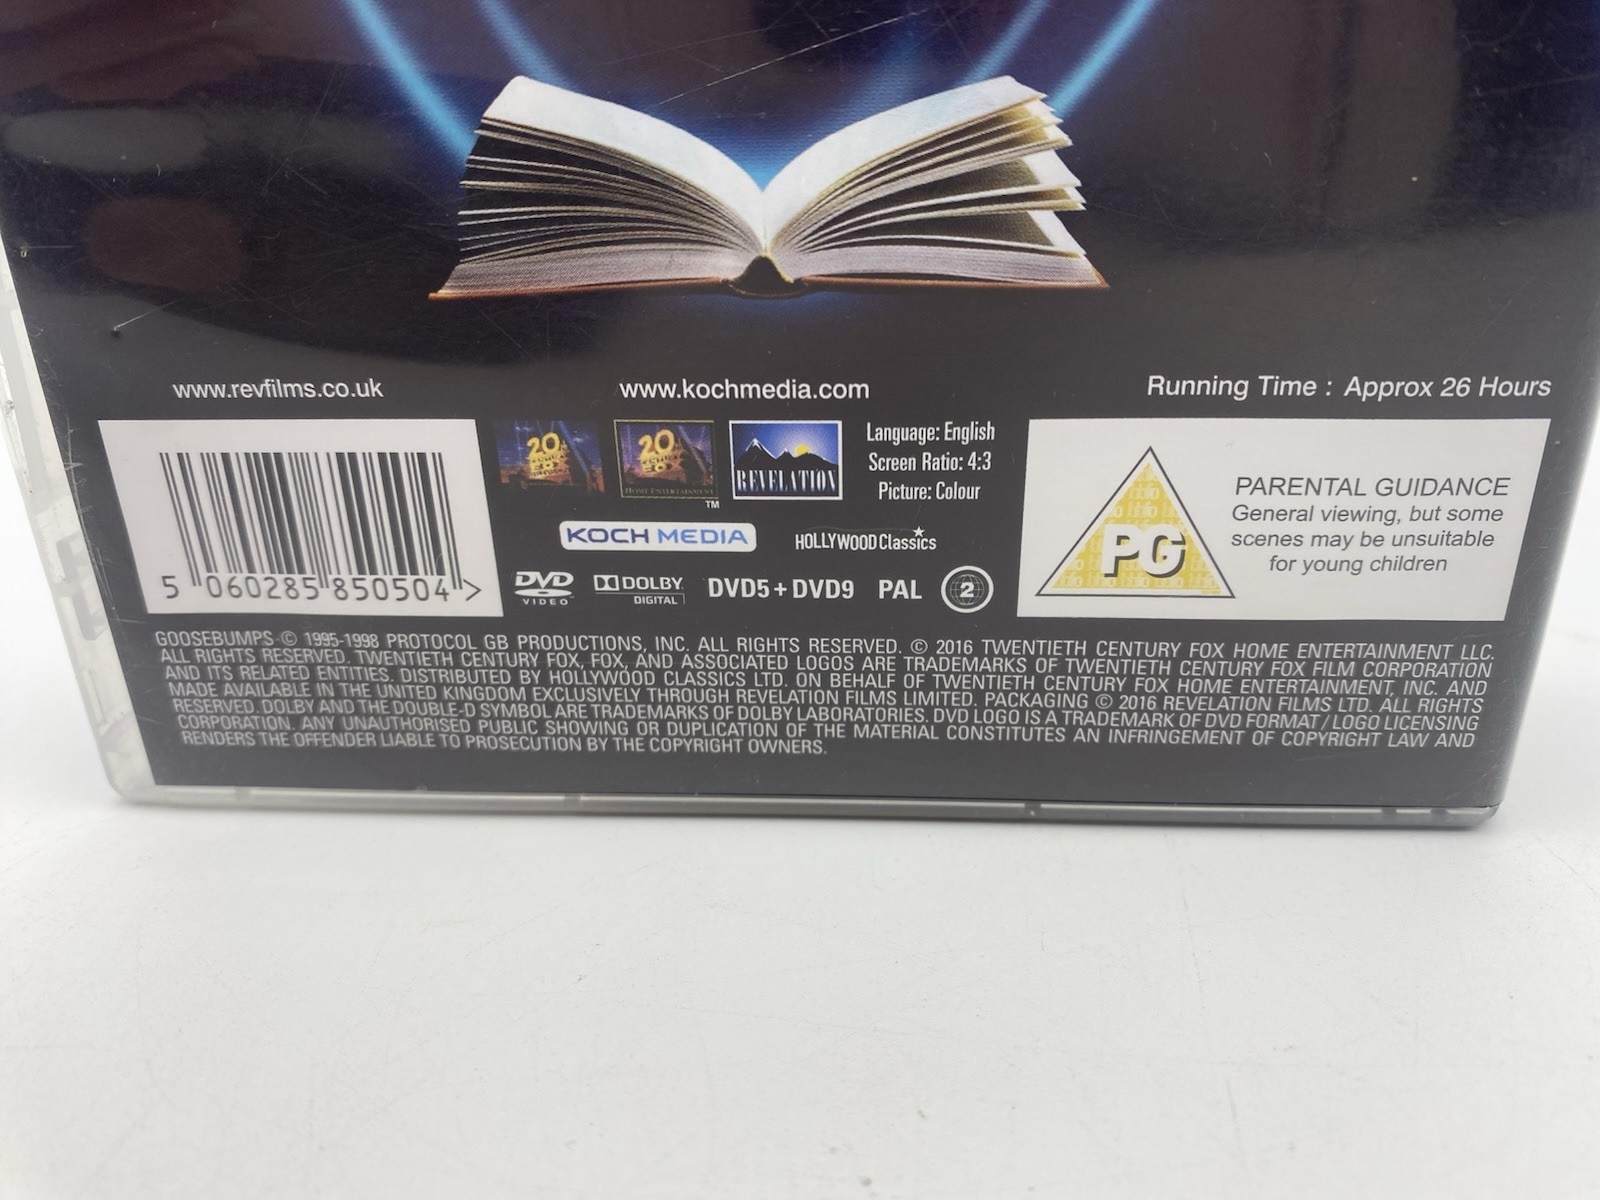 www.revfilms.co.uk
www.kochmedia.com
Running Time : Approx 26 Hours
20
20th CENTURY FOX
HOME ENTERTAINMENT
TM
REVELATION
Language: English
Screen Ratio: 4:3
Picture: Colour
KOCH MEDIA
HOLLYWOOD Classics
5 060285 850504 >
DVD
VIDEO
DOLBY
DIGITAL
DVD5 + DVD9
PAL
2
PG
PARENTAL GUIDANCE
General viewing, but some
scenes may be unsuitable
for young children
GOOSEBUMPS © 1995-1998 PROTOCOL GB PRODUCTIONS, INC. ALL RIGHTS RESERVED. © 2016 TWENTIETH CENTURY FOX HOME ENTERTAINMENT LLC.
ALL RIGHTS RESERVED. TWENTIETH CENTURY FOX, FOX, AND ASSOCIATED LOGOS ARE TRADEMARKS OF TWENTIETH CENTURY FOX FILM CORPORATION
AND ITS RELATED ENTITIES. DISTRIBUTED BY HOLLYWOOD CLASSICS LTD. ON BEHALF OF TWENTIETH CENTURY FOX HOME ENTERTAINMENT, INC. AND
MADE AVAILABLE IN THE UNITED KINGDOM EXCLUSIVELY THROUGH REVELATION FILMS LIMITED. PACKAGING © 2016 REVELATION FILMS LTD. ALL RIGHTS
RESERVED. DOLBY AND THE DOUBLE-D SYMBOL ARE TRADEMARKS OF DOLBY LABORATORIES. DVD LOGO IS A TRADEMARK OF DVD FORMAT / LOGO LICENSING
CORPORATION. ANY UNAUTHORISED PUBLIC SHOWING OR DUPLICATION OF THE MATERIAL CONSTITUTES AN INFRINGEMENT OF COPYRIGHT LAW AND
RENDERS THE OFFENDER LIABLE TO PROSECUTION BY THE COPYRIGHT OWNERS.